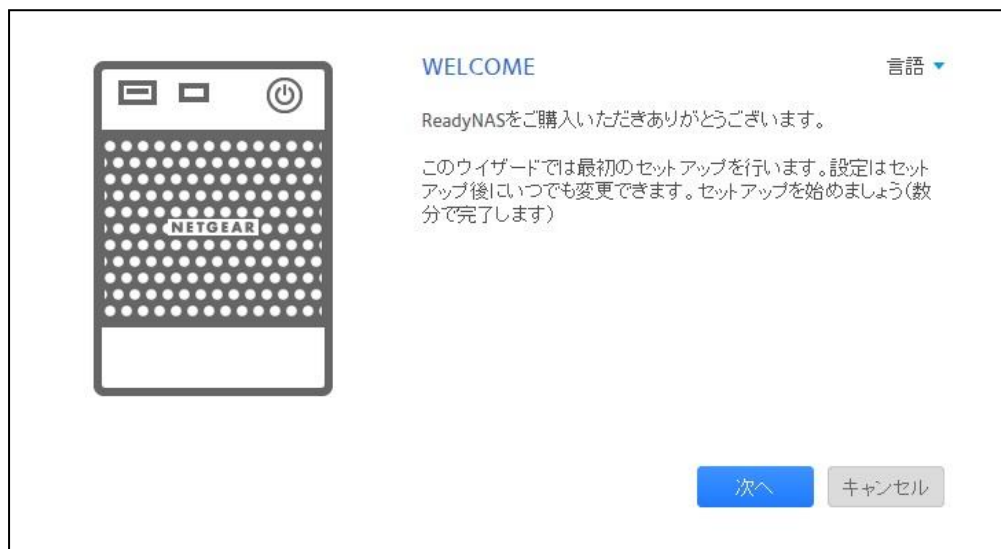 WELCOME
言語
ReadyNASをご購入いただきありがとうございます。
このウィザードでは最初のセットアップを行います。設定はセット
アップ後にいつでも変更できます。セットアップを始めましょう(数
分で完了します)
NETGEAR
次へ
キャンセル